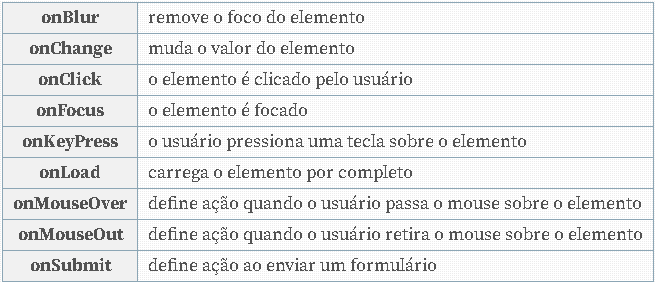 onBlur remove o foco do elemento
onChange muda o valor do elemento
onClick o elemento é clicado pelo usuário
onFocus o elemento é focado
onKeyPress o usuário pressiona uma tecla sobre o elemento
onLoad carrega o elemento por completo
onMouseOver define ação quando o usuário passa o mouse sobre o elemento
onMouseOut define ação quando o usuário retira o mouse sobre o elemento
onSubmit define ação ao enviar um formulário